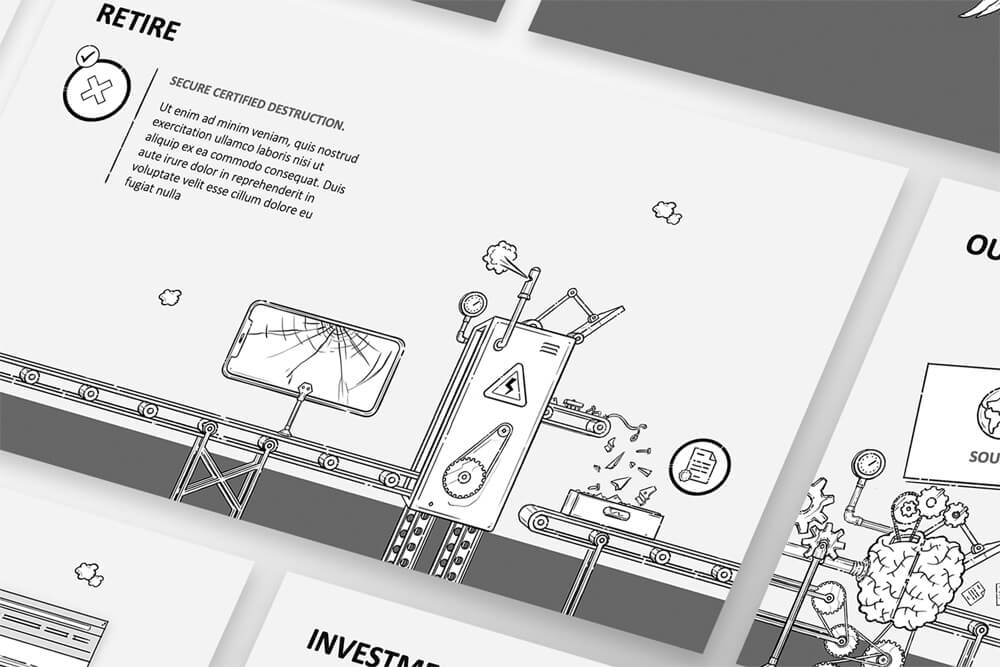 RETIRE
SECURE CERTIFIED DESTRUCTION.
Ut enim ad minim veniam, quis nostrud
exercitation ullamco laboris nisi ut
aliquip ex ea commodo consequat. Duis
aute irure dolor in reprehenderit in
voluptate velit esse cillum dolore eu
fugiat nulla
OU
SOU
INVESTME